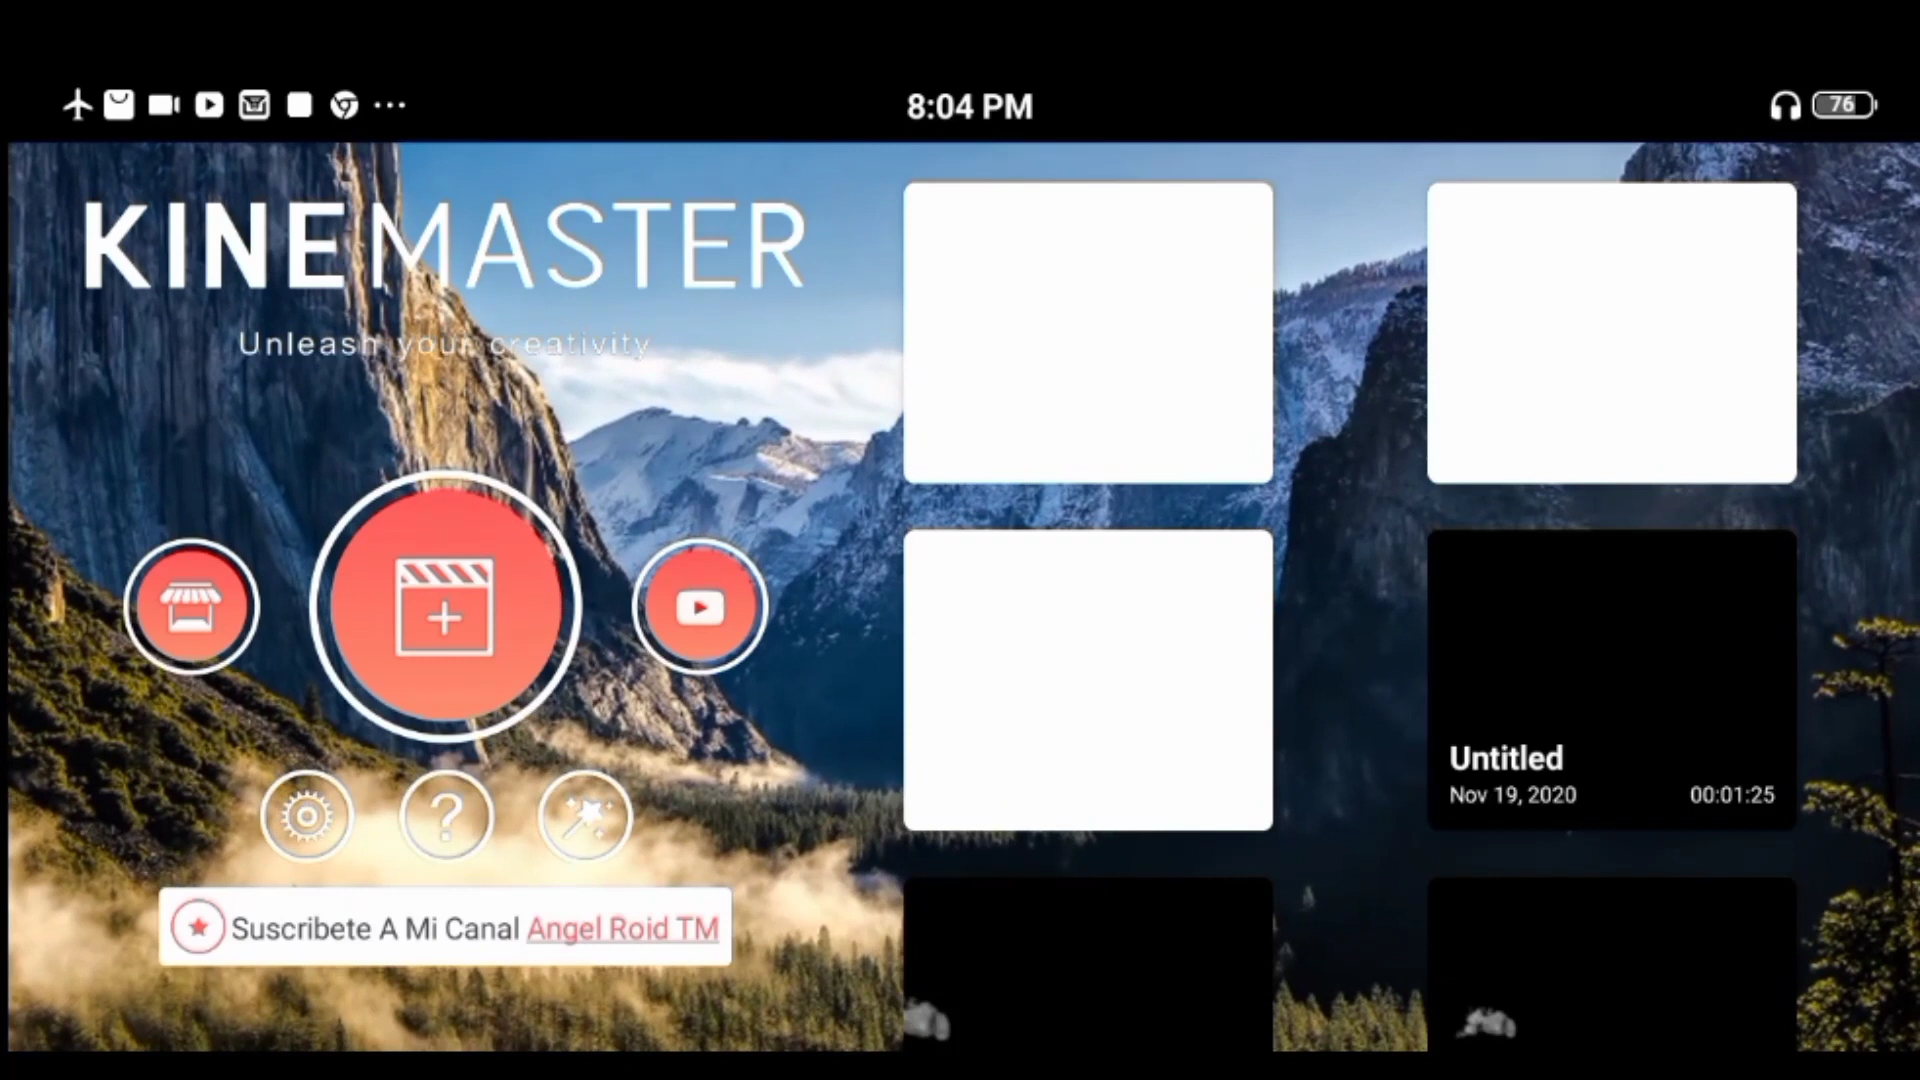 8:04 PM
76
KINEMASTER
Unleash your creativity
Untitled
Nov 19, 2020
00:01:25
Suscribete A Mi Canal Angel Roid TM